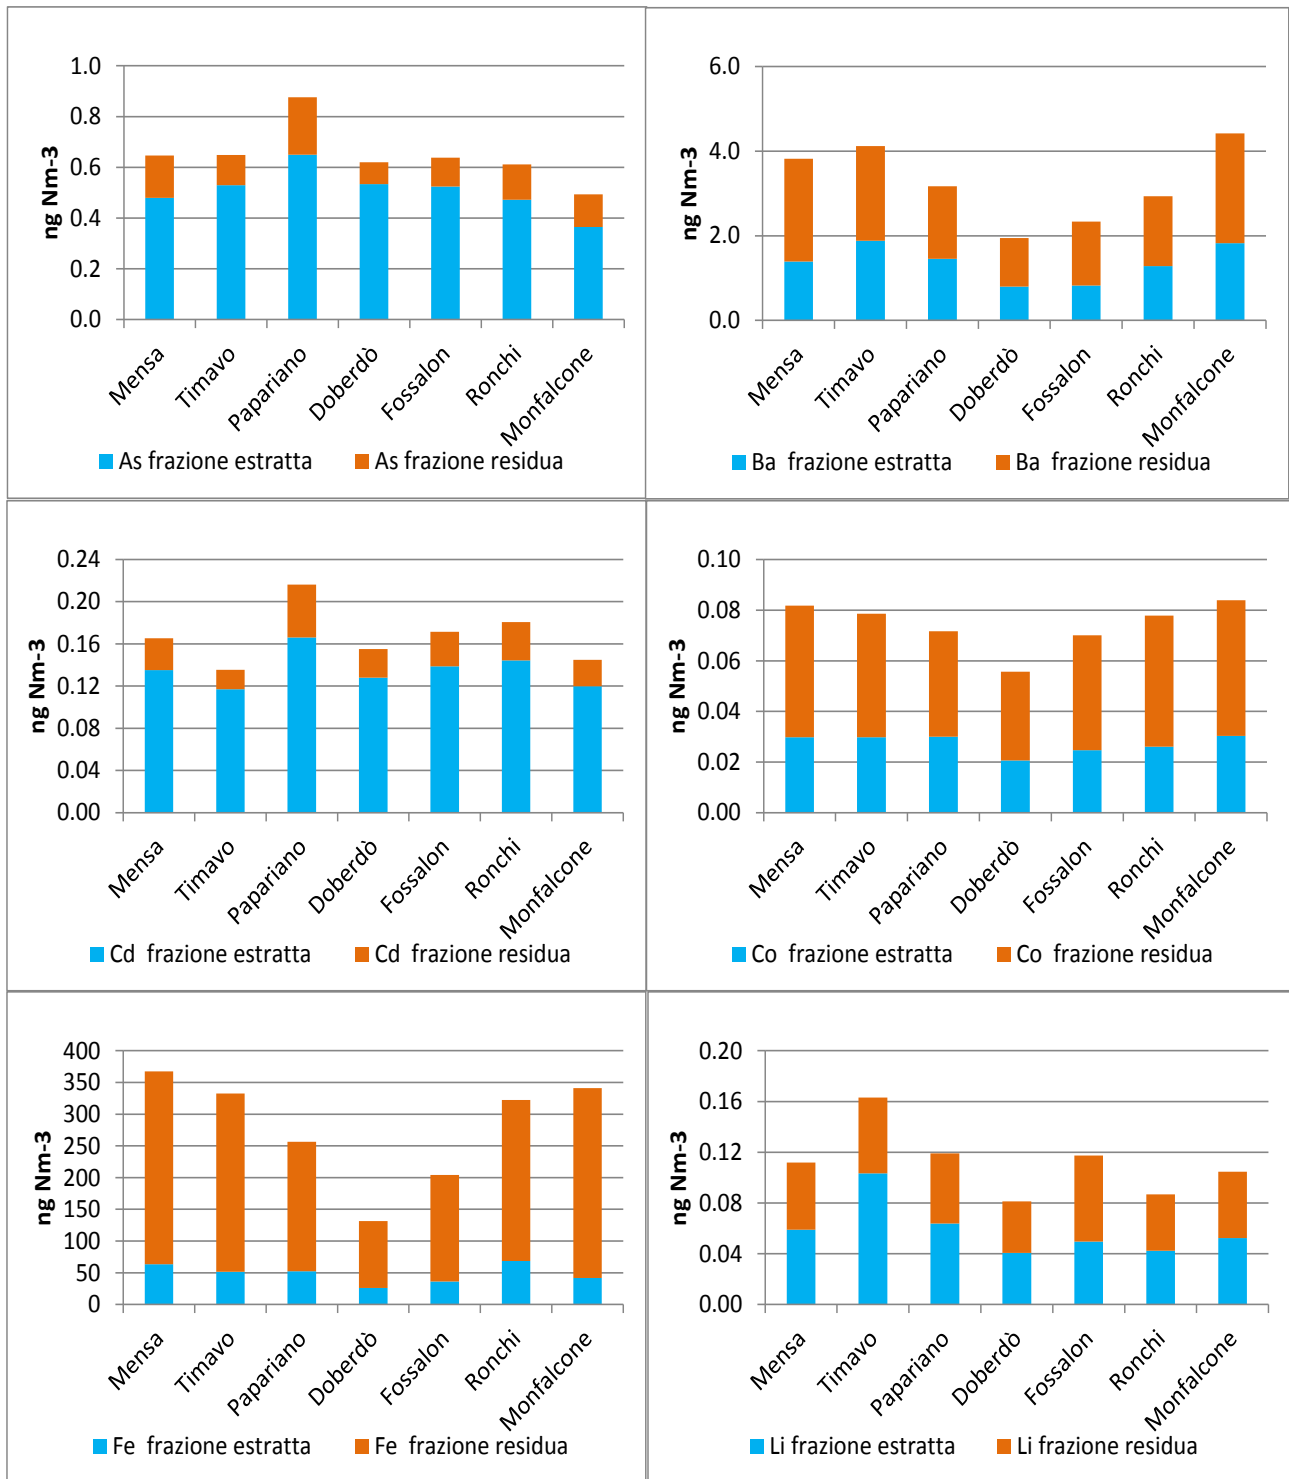 1.0
0.8
0.6
0.4
0.2
0.0
ng Nm-3
Mensa
Timavo
Papariano
Doberdò
Fossalon
Ronchi
Monfalcone
As frazione estratta As frazione residua
6.0
4.0
2.0
0.0
ng Nm-3
Mensa
Timavo
Papariano
Doberdò
Fossalon
Ronchi
Monfalcone
Ba frazione estratta Ba frazione residua
0.24
0.20
0.16
0.12
0.08
0.04
0.00
ng Nm-3
Mensa
Timavo
Papariano
Doberdò
Fossalon
Ronchi
Monfalcone
Cd frazione estratta Cd frazione residua
0.10
0.08
0.06
0.04
0.02
0.00
ng Nm-3
Mensa
Timavo
Papariano
Doberdò
Fossalon
Ronchi
Monfalcone
Co frazione estratta Co frazione residua
400
350
300
250
200
150
100
50
0
ng Nm-3
Mensa
Timavo
Papariano
Doberdò
Fossalon
Ronchi
Monfalcone
Fe frazione estratta Fe frazione residua
0.20
0.16
0.12
0.08
0.04
0.00
ng Nm-3
Mensa
Timavo
Papariano
Doberdò
Fossalon
Ronchi
Monfalcone
Li frazione estratta Li frazione residua